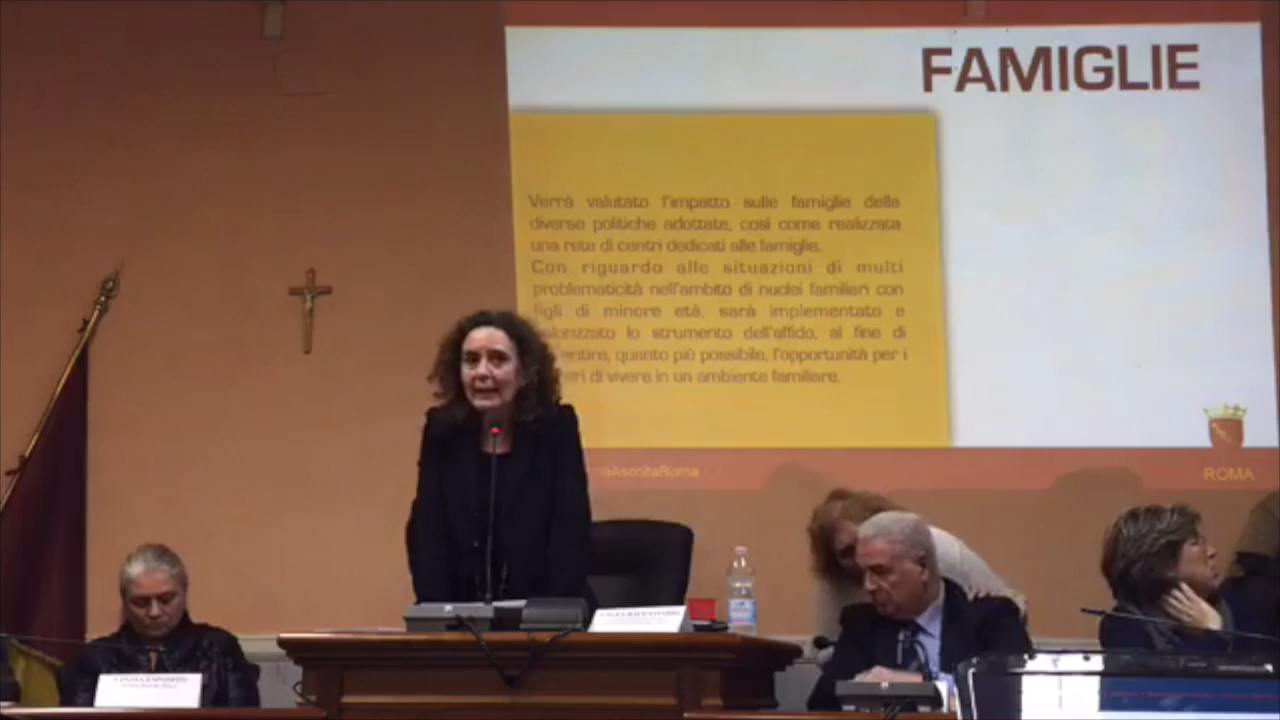 FAMIGLIE
Verrà valutato l'impatto sulle famiglie delle
diverse politiche adottate, così come realizzata
una rete di centri dedicati alle famiglie.
Con riguardo alle situazioni di multi
problematicità nell'ambito di nuclei familiari con
figli di minore età, sarà implementato e
lo strumento dell'affido, al fine di
quanto più possibile, l'opportunità per i
di vivere in un ambiente familiare.
AscoltaRoma
ROMA